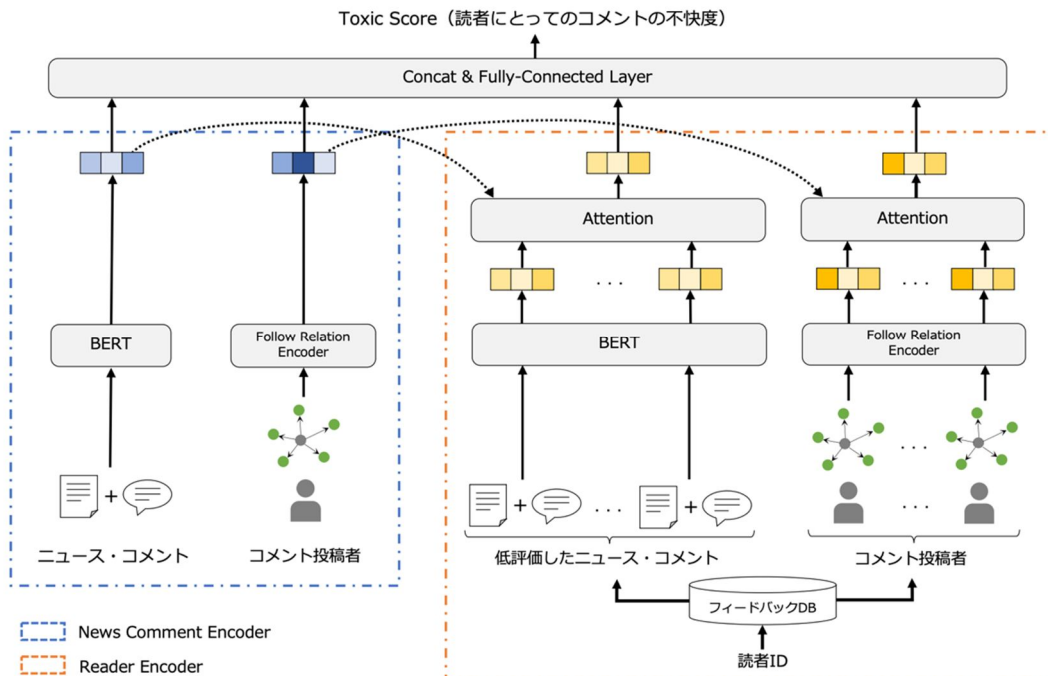 Toxic Score（読者にとってのコメントの不快度）
Concat & Fully-Connected Layer
Attention
Attention
. . .
. . .
BERT
Follow Relation
Encoder
BERT
Follow Relation
Encoder
. . .
+
+
. . .
+
ニュース・コメント
コメント投稿者
低評価したニュース・コメント
コメント投稿者
フィードバックDB
読者ID
News Comment Encoder
Reader Encoder